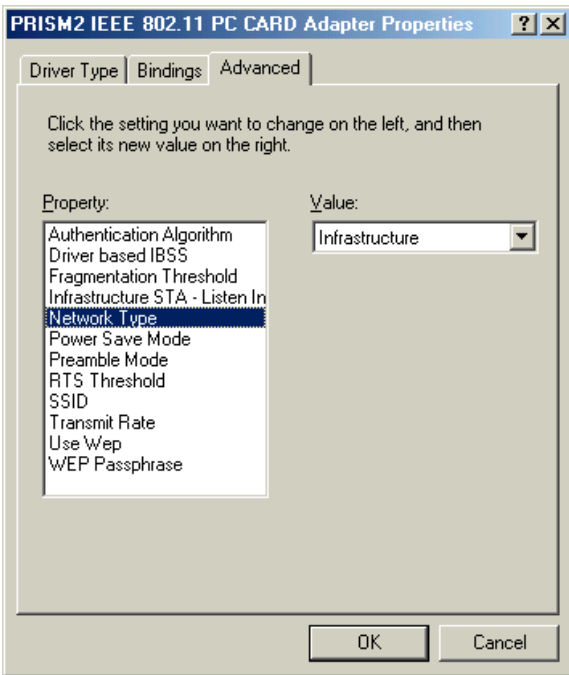 PRISM2 IEEE 802.11 PC CARD Adapter Properties ? X
Driver Type Bindings Advanced
Click the setting you want to change on the left, and then
select its new value on the right.
Property: Value:
Authentication Algorithm
Infrastructure
Driver based IBSS
Fragmentation Threshold
Infrastructure STA - Listen In
Network Type
Power Save Mode
Preamble Mode
RTS Threshold
SSID
Transmit Rate
Use Wep
WEP Passphrase
OK Cancel